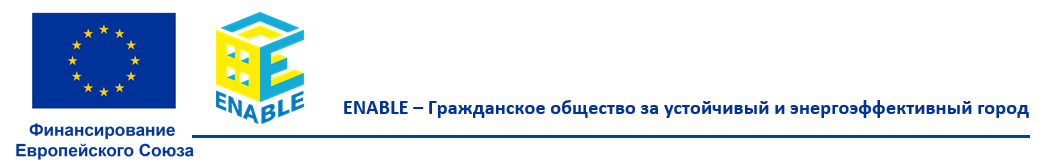 ENABLE
ENABLE – Гражданское общество за устойчивый и энергоэффективный город
Финансирование
Европейского Союза